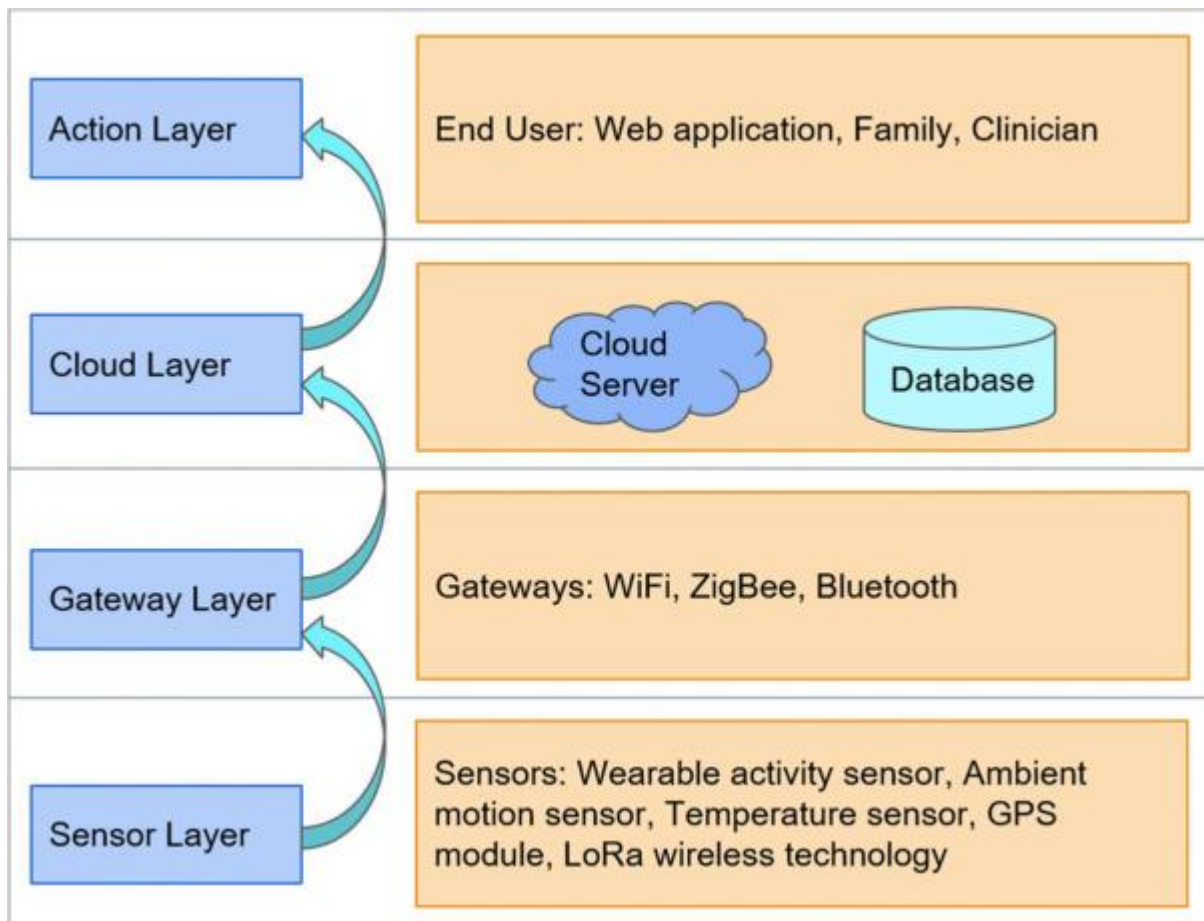 Action Layer
End User: Web application, Family, Clinician
Cloud Layer
Cloud
Server
Database
Gateway Layer
Gateways: WiFi, ZigBee, Bluetooth
Sensor Layer
Sensors: Wearable activity sensor, Ambient
motion sensor, Temperature sensor, GPS
module, LoRa wireless technology